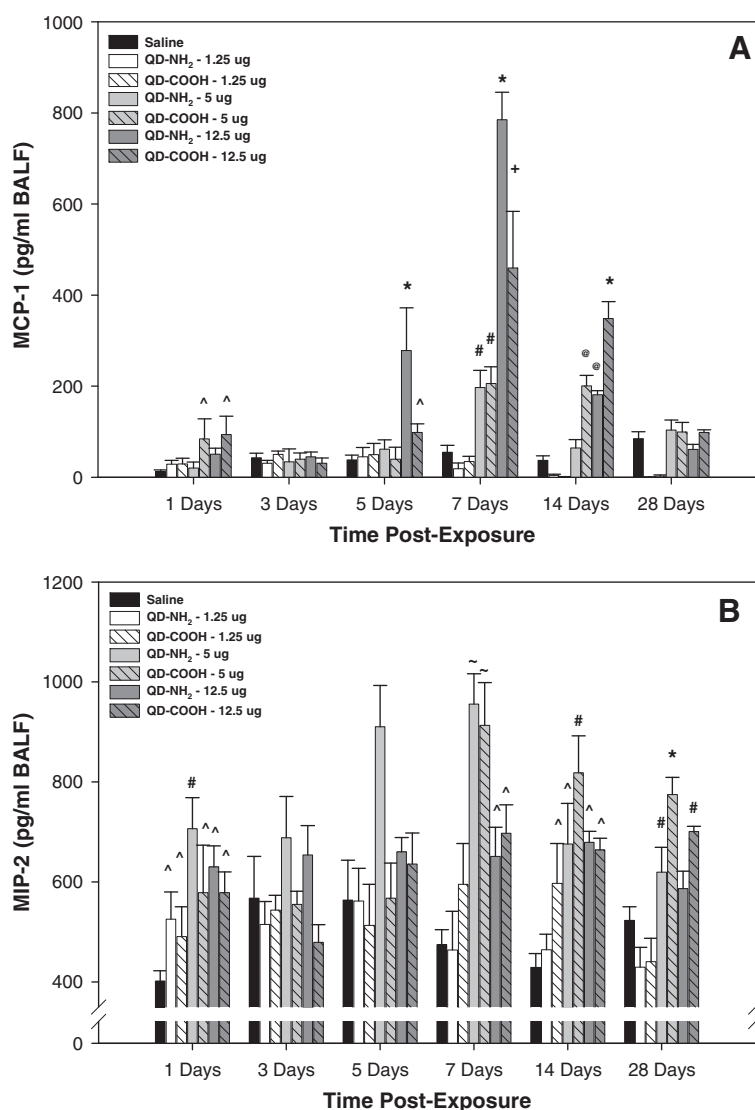 A
Saline
QD-NH₂ - 1.25 ug
QD-COOH - 1.25 ug
QD-NH₂ - 5 ug
QD-COOH - 5 ug
QD-NH₂ - 12.5 ug
QD-COOH - 12.5 ug
MCP-1 (pg/ml BALF)
1000
800
600
400
200
0
^ ^
* ^
# # * +
@ @ *
1 Days 3 Days 5 Days 7 Days 14 Days 28 Days
Time Post-Exposure
B
Saline
QD-NH₂ - 1.25 ug
QD-COOH - 1.25 ug
QD-NH₂ - 5 ug
QD-COOH - 5 ug
QD-NH₂ - 12.5 ug
QD-COOH - 12.5 ug
MIP-2 (pg/ml BALF)
1200
1000
800
600
400
0
^ ^ # ^ ^ ^
~ ~ ^ ^
^ ^ # ^ ^
# * #
1 Days 3 Days 5 Days 7 Days 14 Days 28 Days
Time Post-Exposure